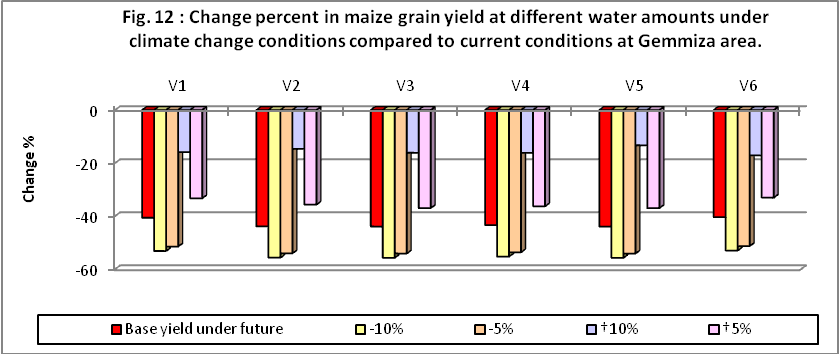 Fig. 12 : Change percent in maize grain yield at different water amounts under
climate change conditions compared to current conditions at Gemmiza area.
V1 V2 V3 V4 V5 V6
Change %
0
-20
-40
-60
Base yield under future -10% -5% †10% †5%